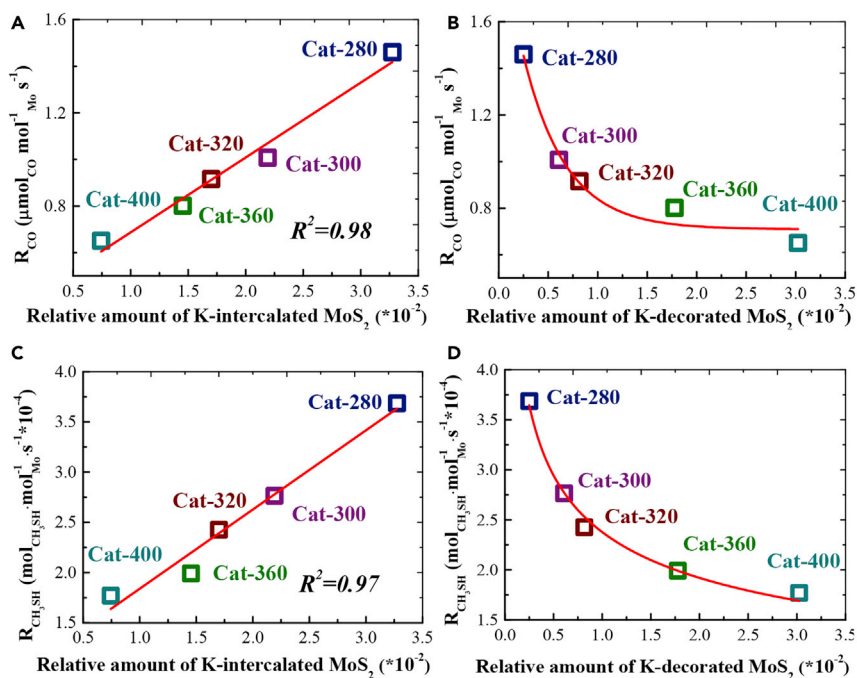 A
1.6
1.2
0.8
R_CO (μmol_CO mol⁻¹_Mo s⁻¹)
Cat-280
Cat-320
Cat-300
Cat-400
Cat-360
R²=0.98
0.5 1.0 1.5 2.0 2.5 3.0 3.5
Relative amount of K-intercalated MoS₂ (*10⁻²)
B
1.6
1.2
0.8
R_CO (μmol_CO mol⁻¹_Mo s⁻¹)
Cat-280
Cat-300
Cat-320
Cat-360
Cat-400
0.0 0.5 1.0 1.5 2.0 2.5 3.0 3.5
Relative amount of K-decorated MoS₂ (*10⁻²)
C
4.0
3.5
3.0
2.5
2.0
1.5
R_CH₃SH (mol_CH₃SH·mol⁻¹_Mo·s⁻¹*10⁻⁴)
Cat-280
Cat-320
Cat-300
Cat-400
Cat-360
R²=0.97
0.5 1.0 1.5 2.0 2.5 3.0 3.5
Relative amount of K-intercalated MoS₂ (*10⁻²)
D
4.0
3.5
3.0
2.5
2.0
1.5
R_CH₃SH (mol_CH₃SH·mol⁻¹_Mo·s⁻¹*10⁻⁴)
Cat-280
Cat-300
Cat-320
Cat-360
Cat-400
0.0 0.5 1.0 1.5 2.0 2.5 3.0 3.5
Relative amount of K-decorated MoS₂ (*10⁻²)